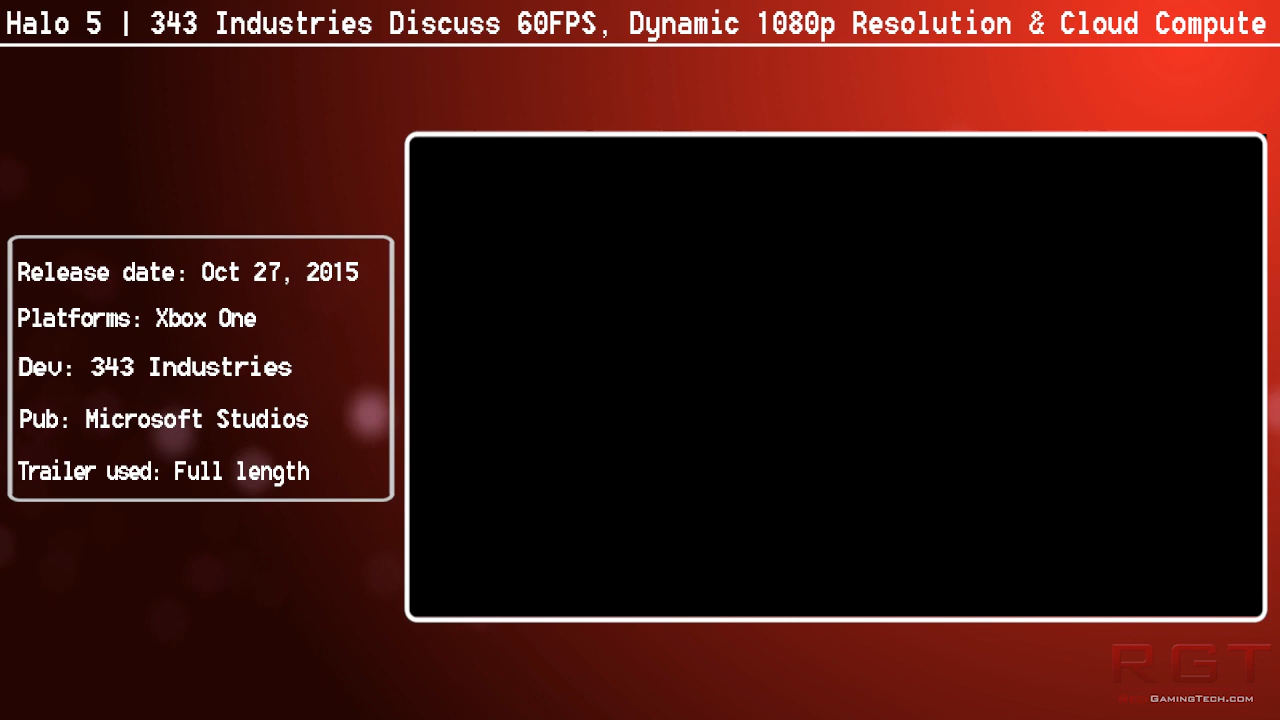 Halo 5 | 343 Industries Discuss 60FPS, Dynamic 1080p Resolution & Cloud Compute
Release date: Oct 27, 2015
Platforms: Xbox One
Dev: 343 Industries
Pub: Microsoft Studios
Trailer used: Full length
RGT
RedGamingTech.com